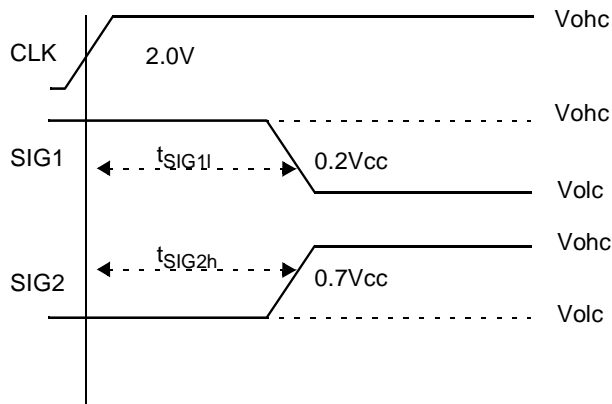 Vohc
CLK
2.0V
Vohc
SIG1
tSIG1l
0.2Vcc
Volc
Vohc
SIG2
tSIG2h
0.7Vcc
Volc